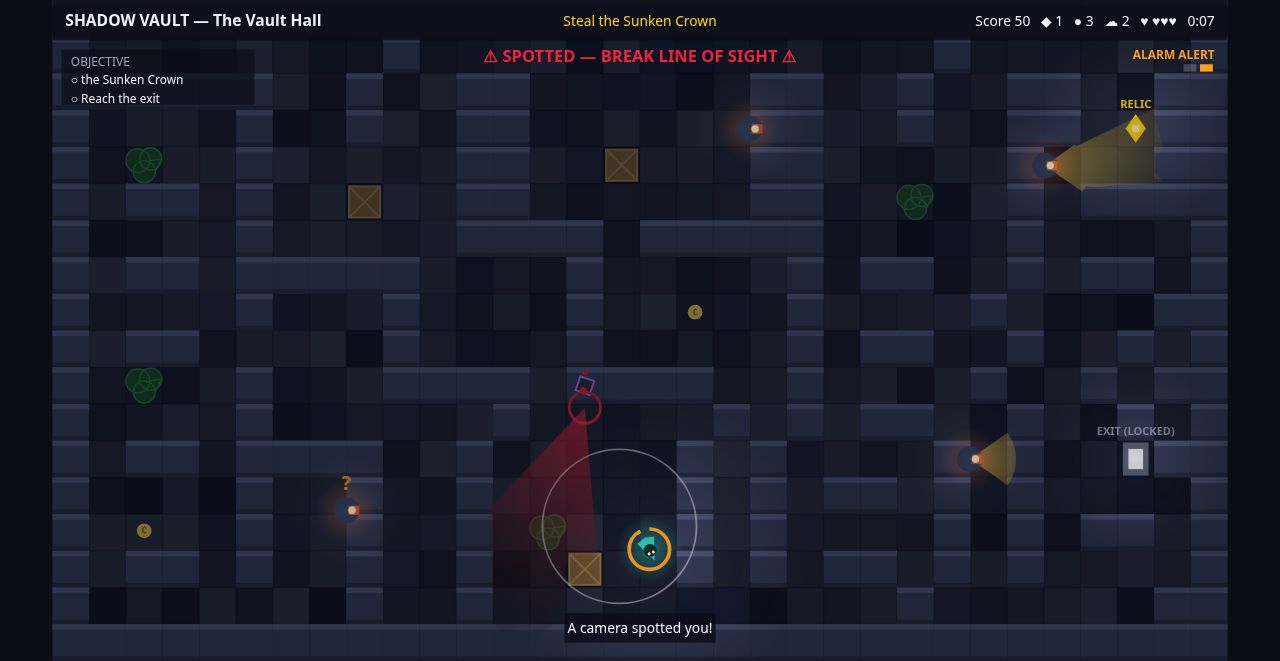 SHADOW VAULT — The Vault Hall
Steal the Sunken Crown
Score 50 ◆ 1 ● 3 ☁ 2 ♥ ♥♥♥ 0:07
OBJECTIVE
○ the Sunken Crown
○ Reach the exit
⚠ SPOTTED — BREAK LINE OF SIGHT ⚠
ALARM ALERT
RELIC
C
EXIT (LOCKED)
?
C
A camera spotted you!